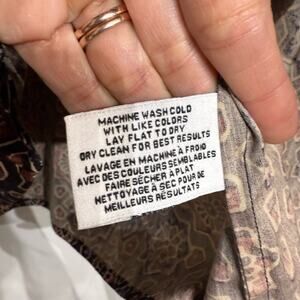 MACHINE WASH COLD
WITH LIKE COLORS
LAY FLAT TO DRY
DRY CLEAN FOR BEST RESULTS
LAVAGE EN MACHINE À FROID
AVEC DES COULEURS SEMBLABLES
FAIRE SÉCHER À PLAT
NETTOYAGE À SEC POUR DE
MEILLEURS RÉSULTATS